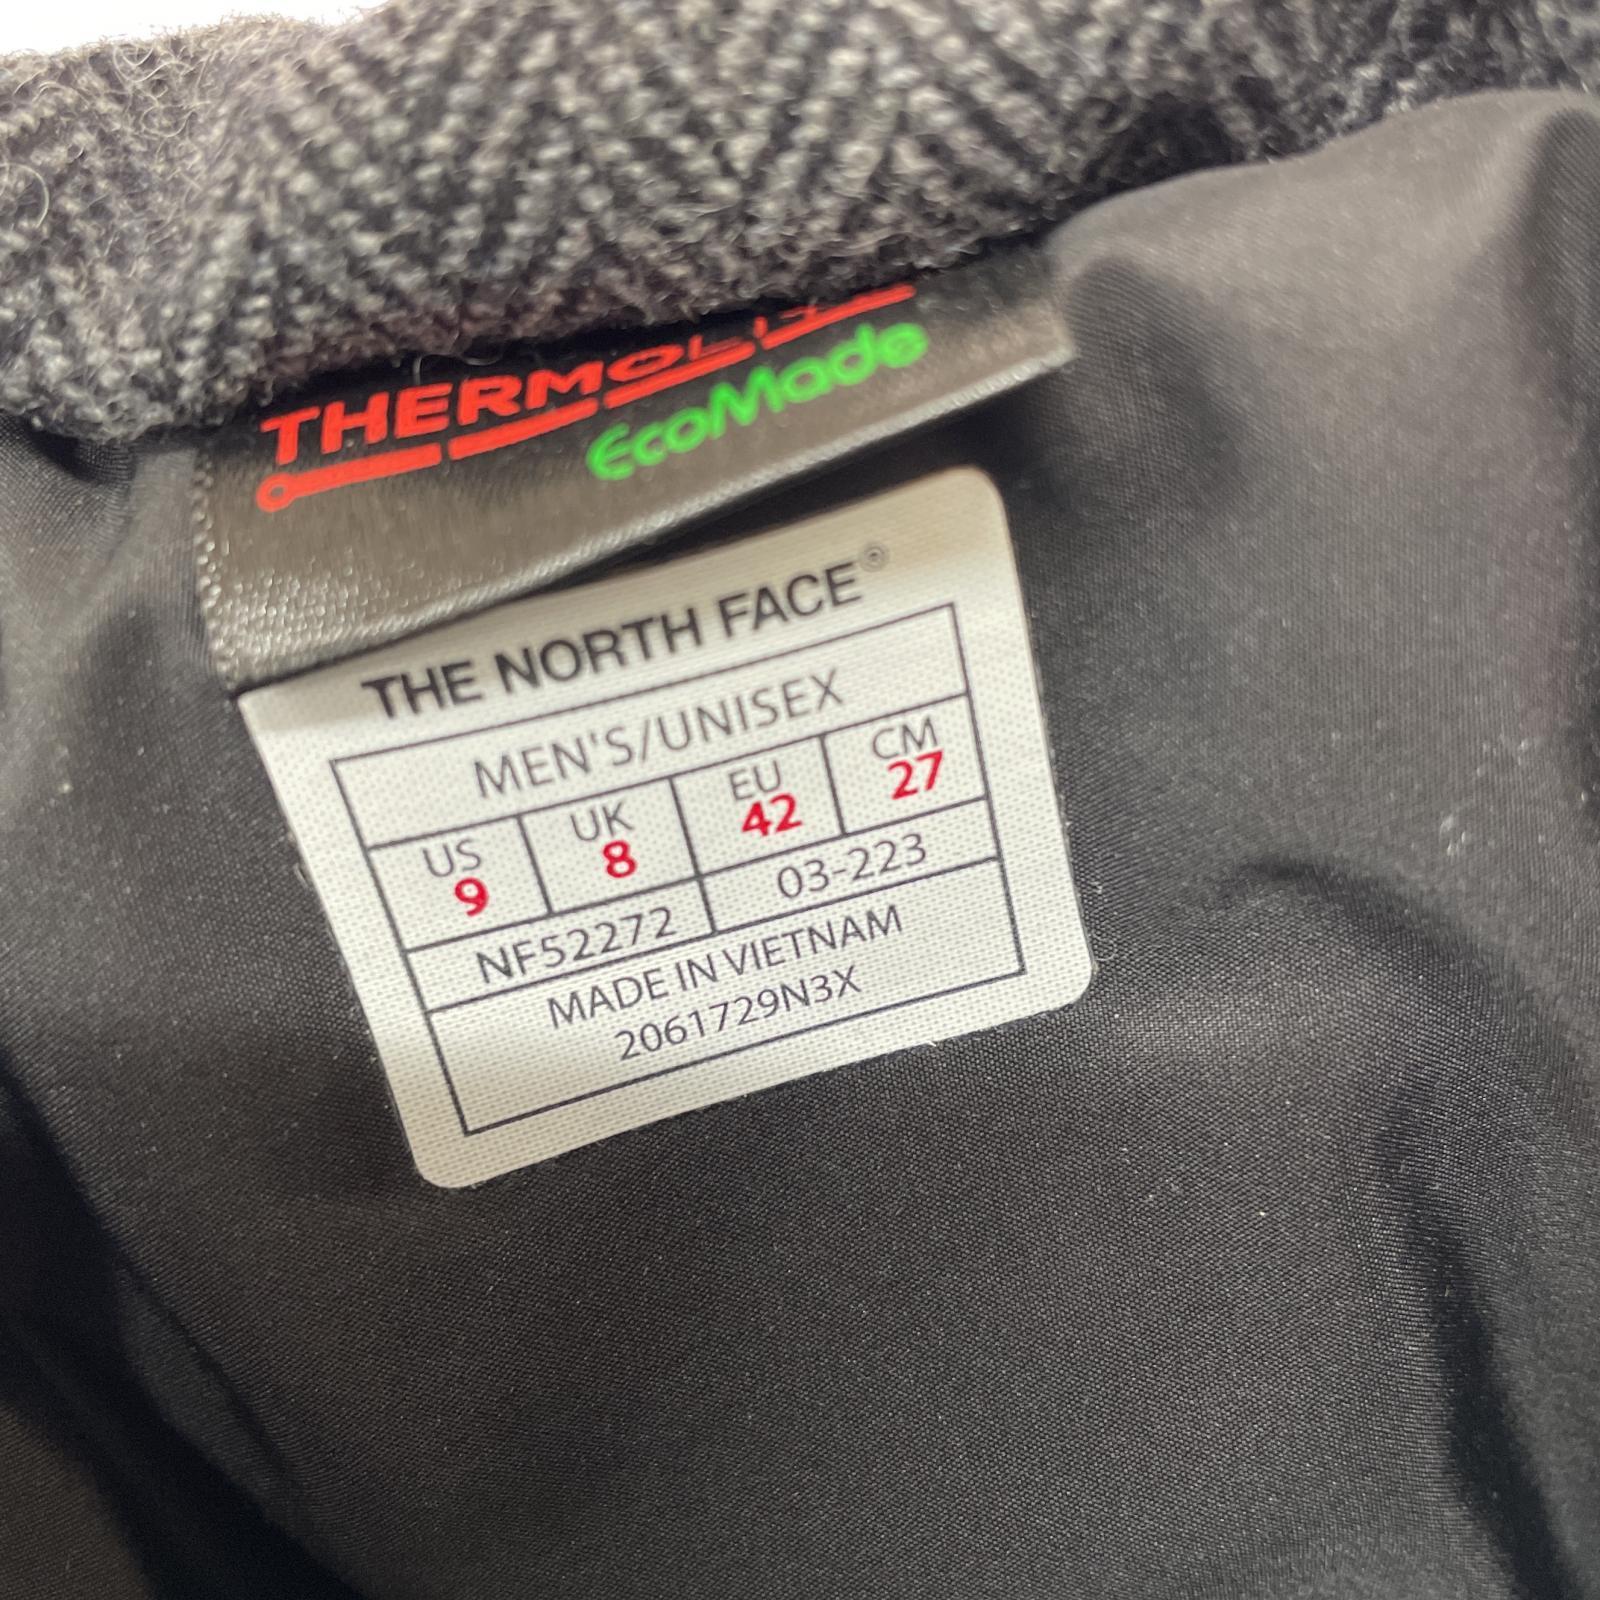 THERMOLI
EcoMade
THE NORTH FACE®
MEN'S/UNISEX
US UK EU CM
9 8 42 27
NF52272 03-223
MADE IN VIETNAM
2061729N3X